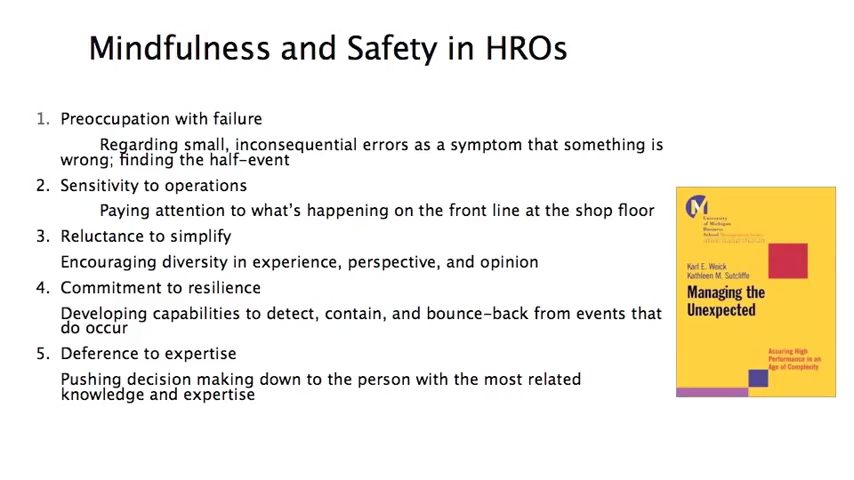 Mindfulness and Safety in HROs
1. Preoccupation with failure
Regarding small, inconsequential errors as a symptom that something is
wrong; finding the half-event
2. Sensitivity to operations
Paying attention to what's happening on the front line at the shop floor
3. Reluctance to simplify
Encouraging diversity in experience, perspective, and opinion
4. Commitment to resilience
Developing capabilities to detect, contain, and bounce-back from events that
do occur
5. Deference to expertise
Pushing decision making down to the person with the most related
knowledge and expertise
M
University
of Michigan
Business
School
Karl E. Weick
Kathleen M. Sutcliffe
Managing the
Unexpected
Assuring High
Performance in an
Age of Complexity